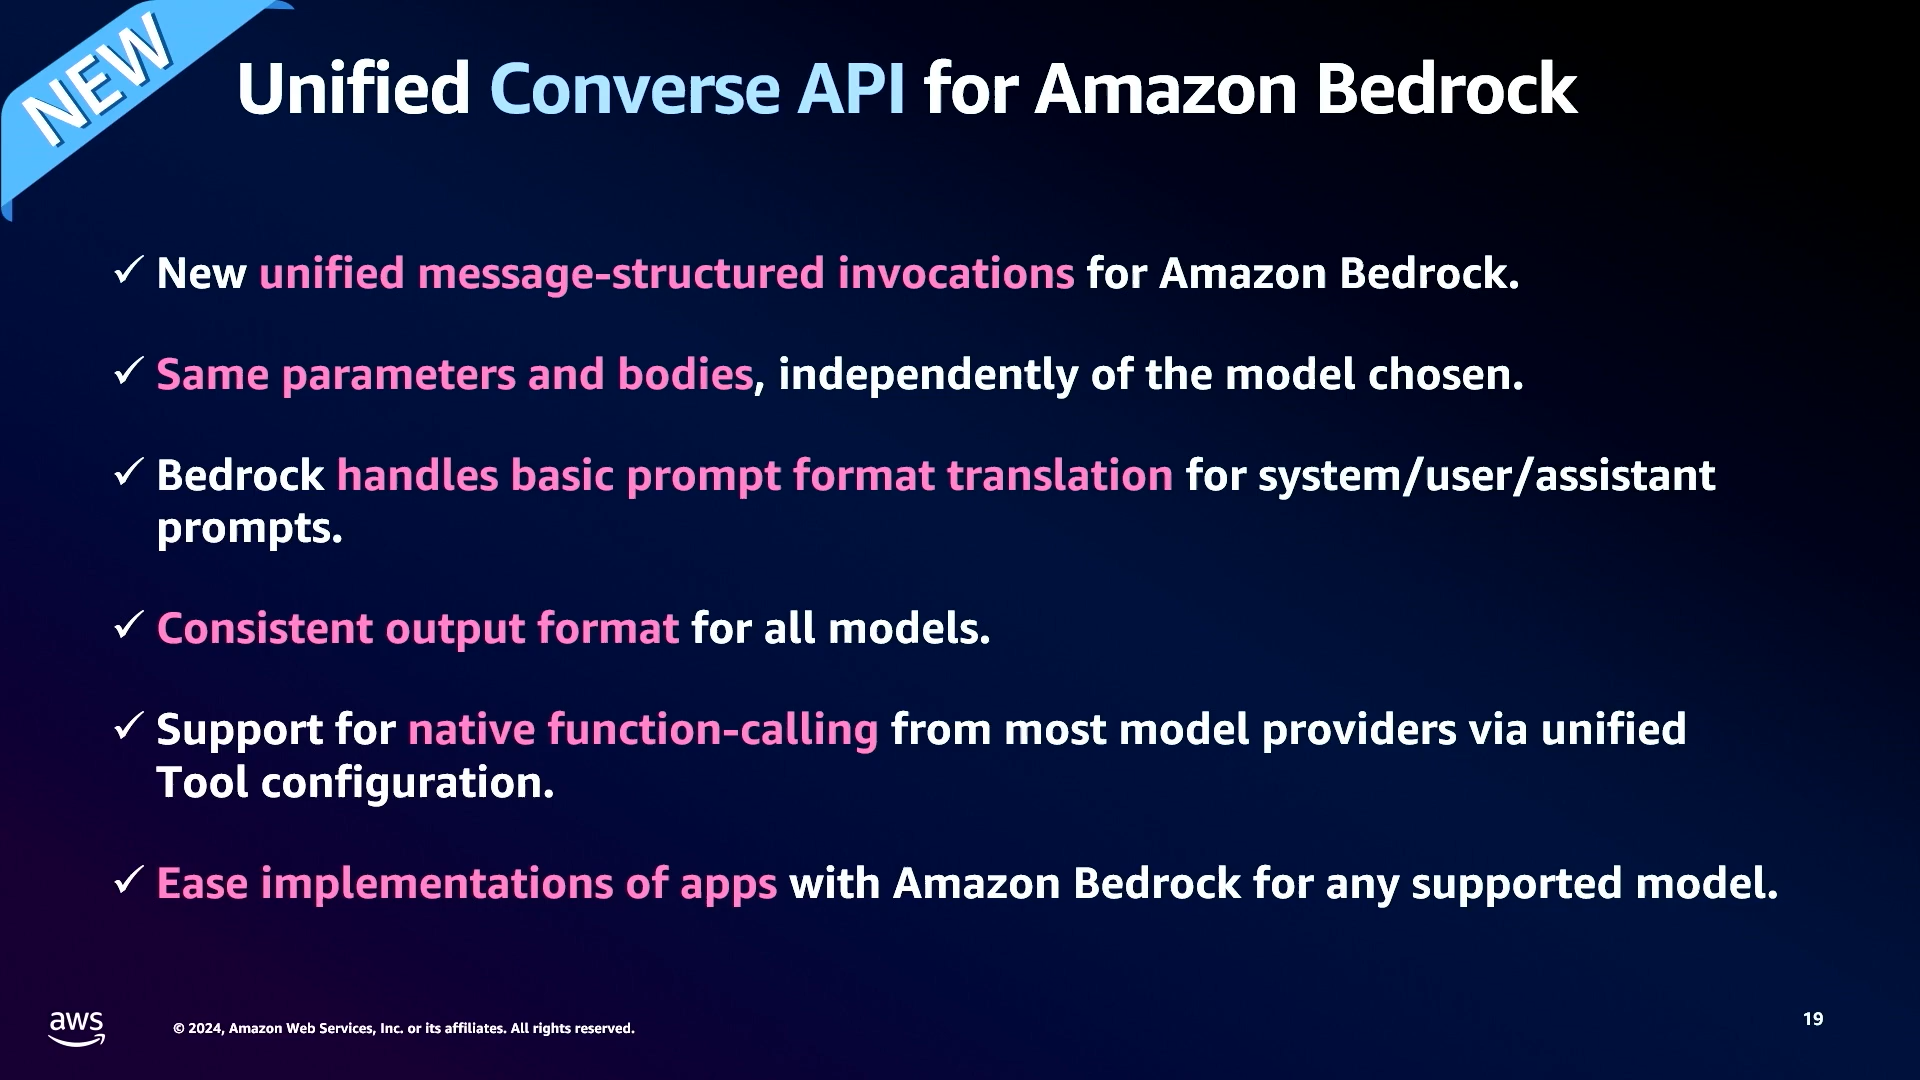 NEW
Unified Converse API for Amazon Bedrock
✓ New unified message-structured invocations for Amazon Bedrock.
✓ Same parameters and bodies, independently of the model chosen.
✓ Bedrock handles basic prompt format translation for system/user/assistant
prompts.
✓ Consistent output format for all models.
✓ Support for native function-calling from most model providers via unified
Tool configuration.
✓ Ease implementations of apps with Amazon Bedrock for any supported model.
aws
© 2024, Amazon Web Services, Inc. or its affiliates. All rights reserved.
19